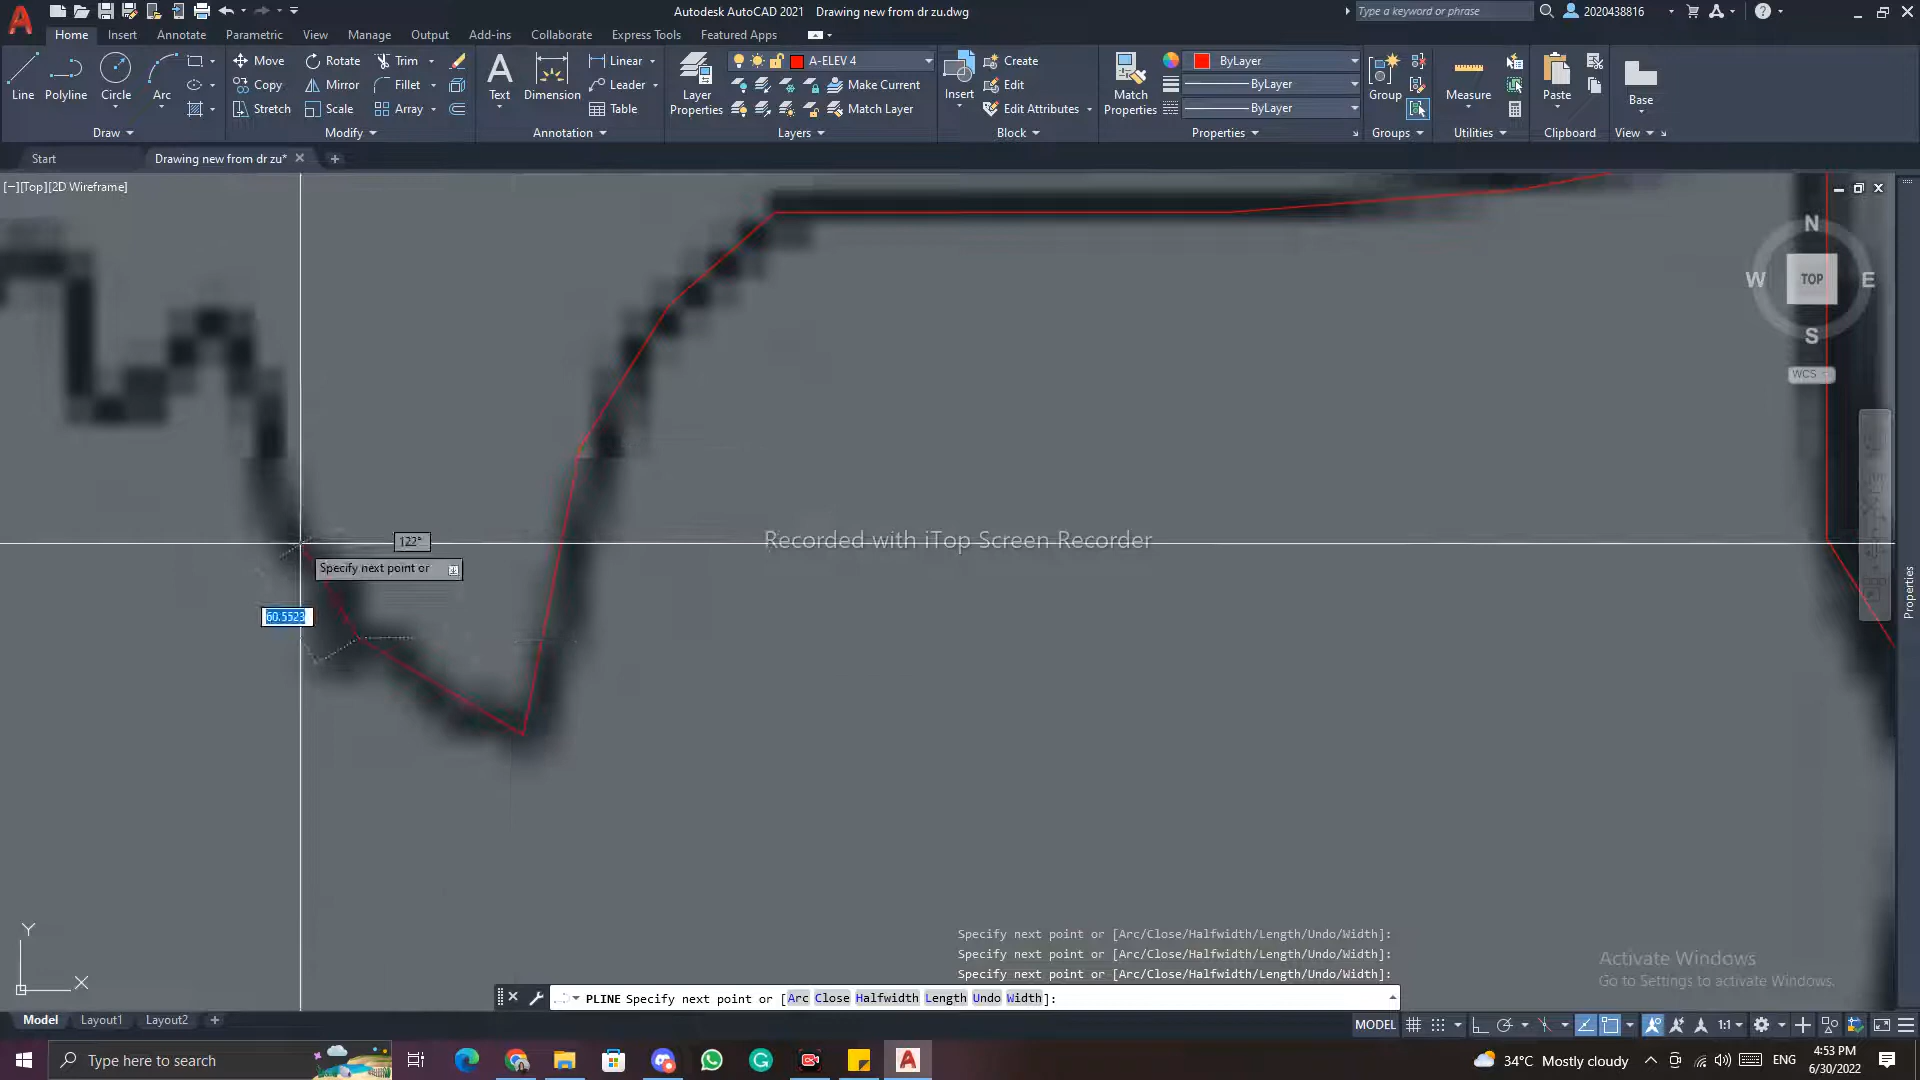 Autodesk AutoCAD 2021 Drawing new from dr zu.dwg
Type a keyword or phrase
2020438816
Home Insert Annotate Parametric View Manage Output Add-ins Collaborate Express Tools Featured Apps
Line Polyline Circle Arc
Move Rotate Trim
Copy Mirror Fillet
Stretch Scale Array
Text Dimension
Linear
Leader
Table
Layer Properties
A-ELEV 4
Make Current
Match Layer
Insert
Create
Edit
Edit Attributes
Match Properties
ByLayer
ByLayer
ByLayer
Group
Measure
Paste
Base
Draw Modify Annotation Layers Block Properties Groups Utilities Clipboard View
Start Drawing new from dr zu*
[−][Top][2D Wireframe]
N
W TOP E
S
WCS
Properties
Recorded with iTop Screen Recorder
122°
Specify next point or
60.5523
Y
X
Specify next point or [Arc/Close/Halfwidth/Length/Undo/Width]:
Specify next point or [Arc/Close/Halfwidth/Length/Undo/Width]:
Specify next point or [Arc/Close/Halfwidth/Length/Undo/Width]:
PLINE Specify next point or [Arc Close Halfwidth Length Undo Width]:
Activate Windows
Go to Settings to activate Windows.
Model Layout1 Layout2
MODEL 1:1
Type here to search
34°C Mostly cloudy
ENG
4:53 PM
6/30/2022